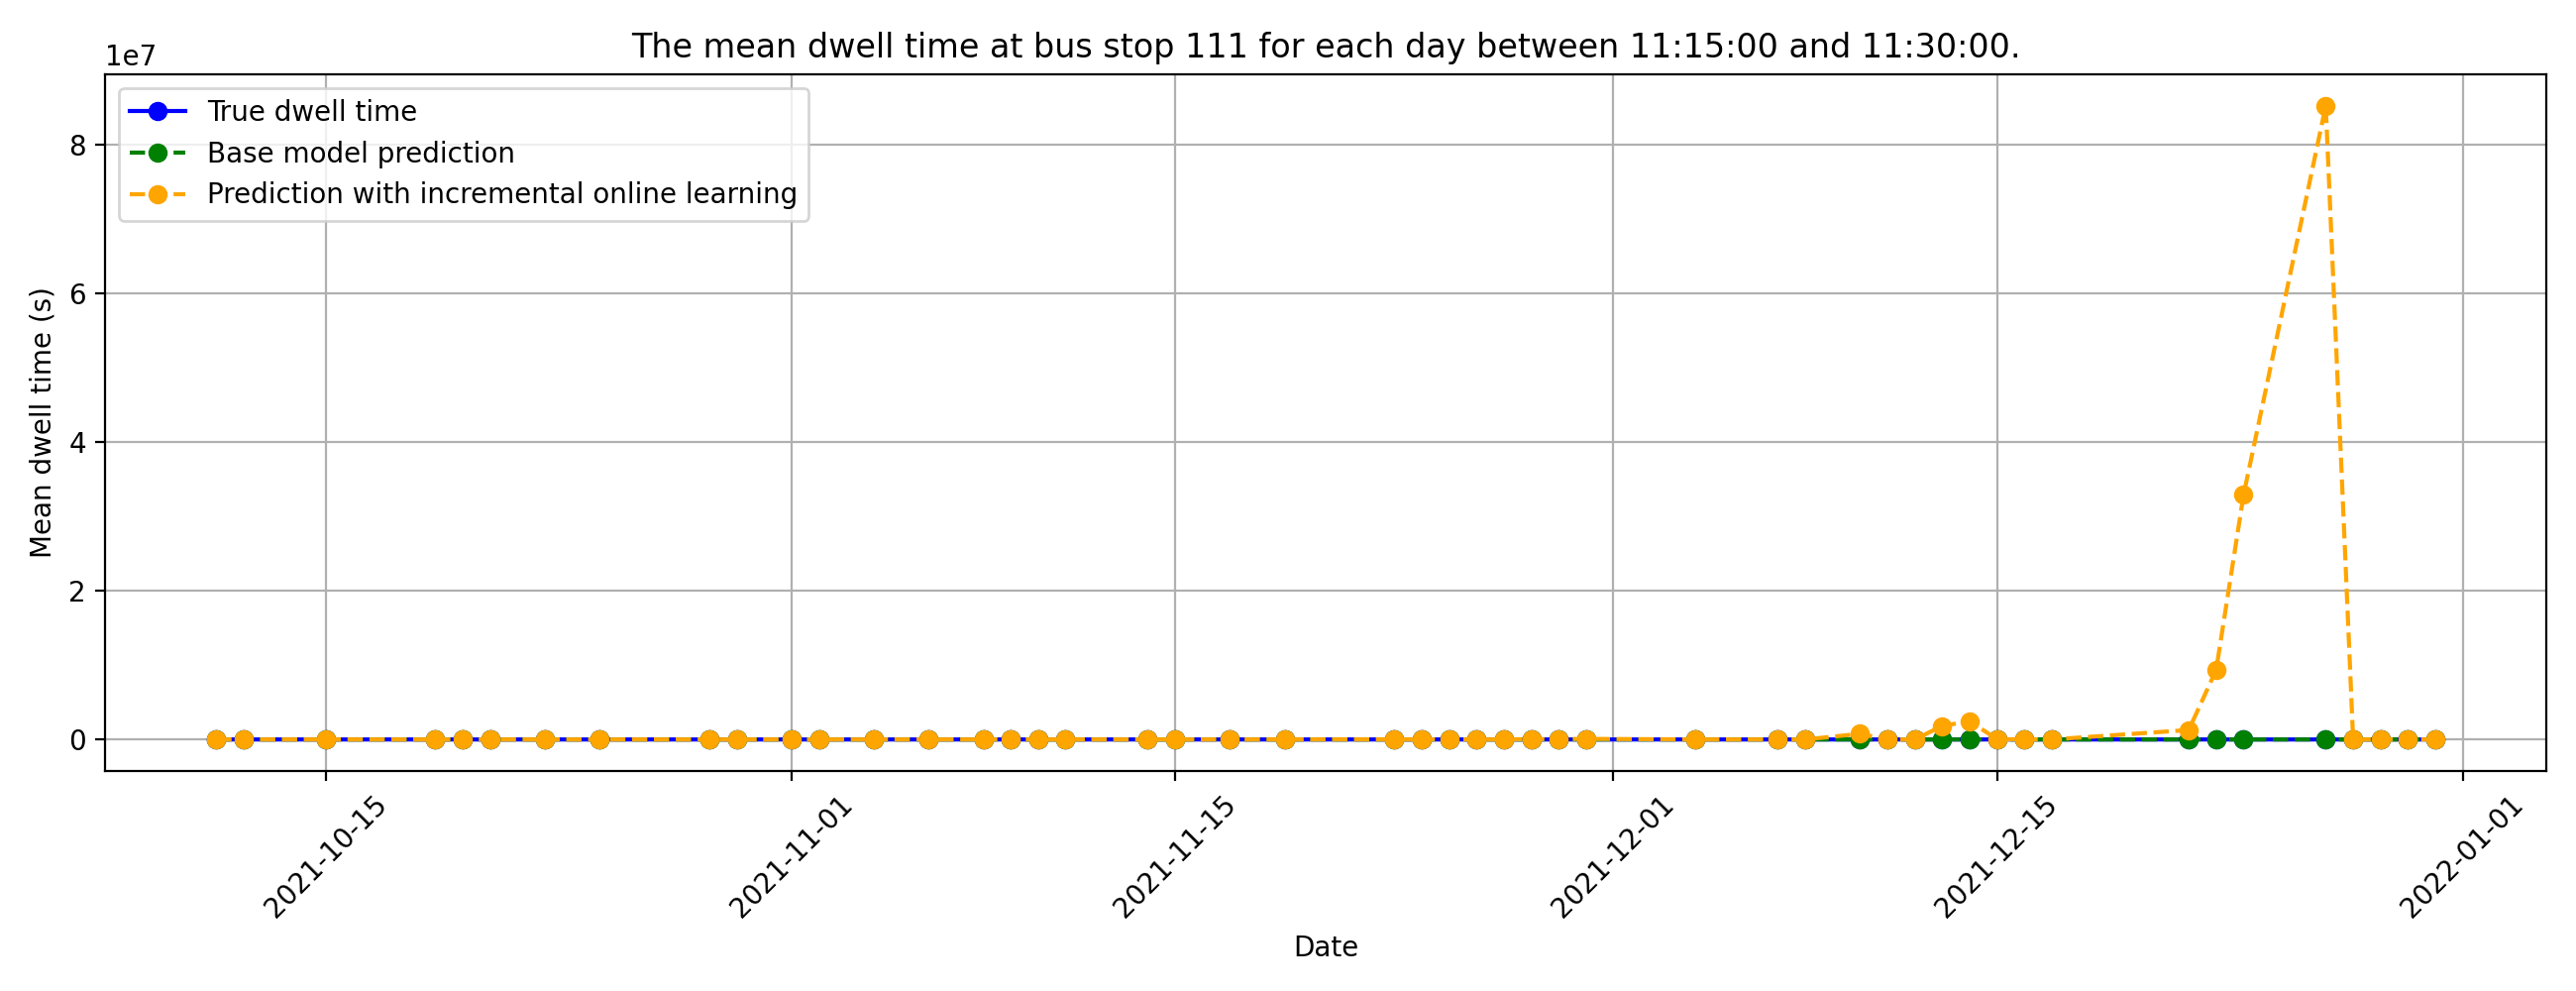 The mean dwell time at bus stop 111 for each day between 11:15:00 and 11:30:00.
1e7
True dwell time
Base model prediction
Prediction with incremental online learning
Mean dwell time (s)
8
6
4
2
0
2021-10-15
2021-11-01
2021-11-15
2021-12-01
2021-12-15
2022-01-01
Date